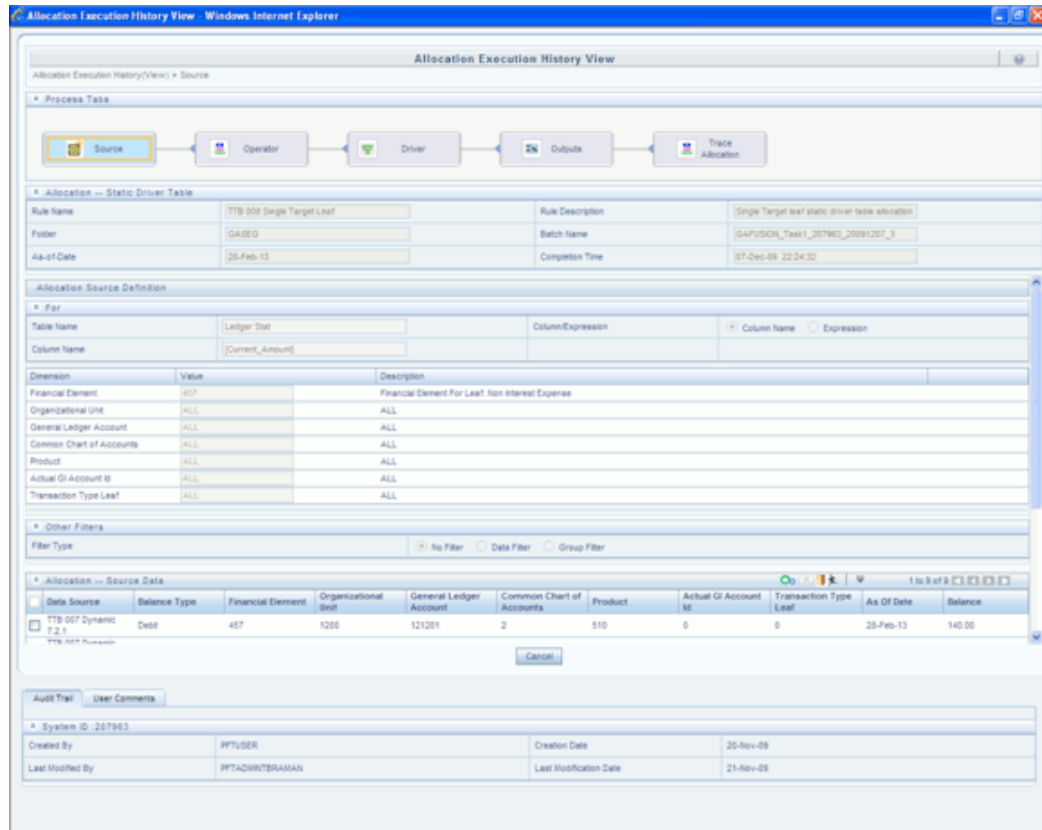 Allocation Execution History View - Windows Internet Explorer
Allocation Execution History View
Allocation Execution History(View) » Source
Process Tabs
Source Operator Driver Outputs Trace Allocation
Allocation -- Static Driver Table
Rule Name TTB 008 Single Target Leaf Rule Description Single Target leaf static driver table allocation
Folder GASEG Batch Name GAFUSION_Task1_207963_20091207_3
As-of-Date 28-Feb-13 Completion Time 07-Dec-09 22:24:32
Allocation Source Definition
For
Table Name Ledger Stat Column/Expression Column Name Expression
Column Name [Current_Amount]
Dimension Value Description
Financial Element 457 Financial Element For Leaf :Non Interest Expense
Organizational Unit ALL ALL
General Ledger Account ALL ALL
Common Chart of Accounts ALL ALL
Product ALL ALL
Actual Gl Account Id ALL ALL
Transaction Type Leaf ALL ALL
Other Filters
Filter Type No Filter Data Filter Group Filter
Allocation -- Source Data 1 to 9 of 9
Data Source Balance Type Financial Element Organizational Unit General Ledger Account Common Chart of Accounts Product Actual Gl Account Id Transaction Type Leaf As Of Date Balance
TTB 007 Dynamic 7.2.1 Debit 457 1200 121201 2 510 0 0 28-Feb-13 140.00
TTB 007 Dynamic
Cancel
Audit Trail User Comments
System ID :207963
Created By PFTUSER Creation Date 20-Nov-09
Last Modified By PFTADMINTBRAMAN Last Modification Date 21-Nov-09